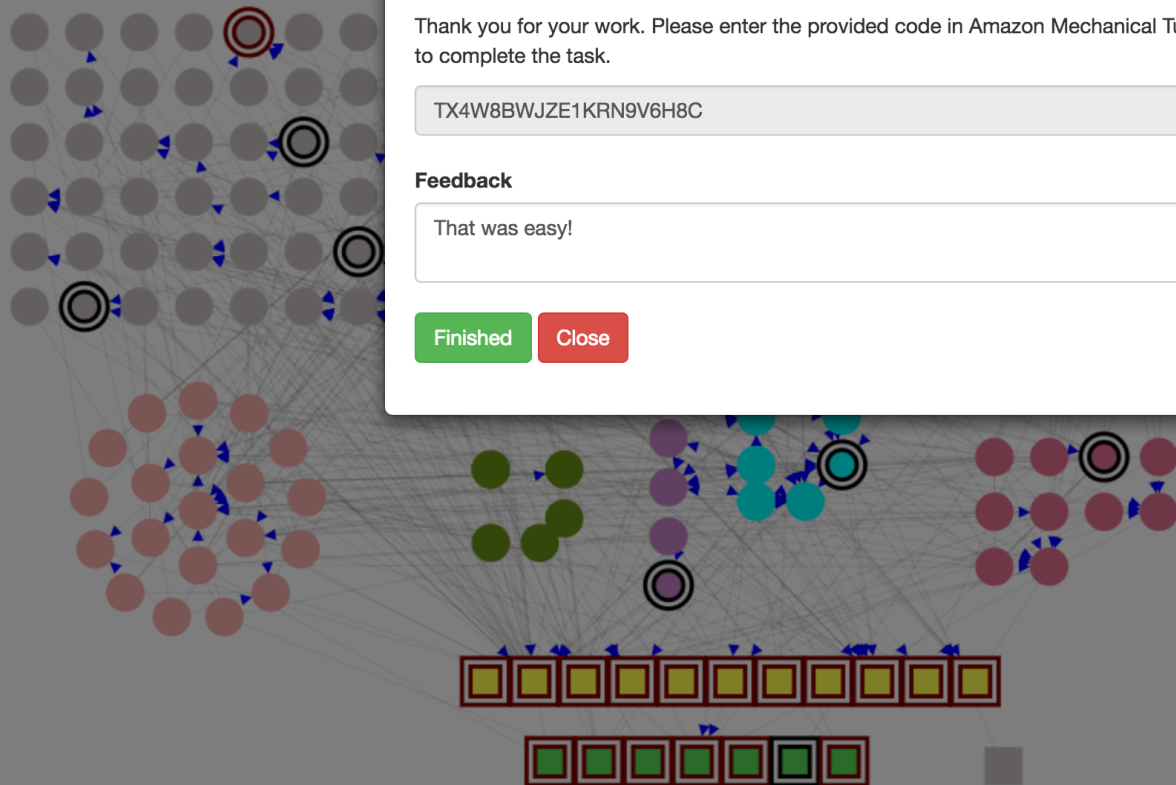 Thank you for your work. Please enter the provided code in Amazon Mechanical
to complete the task.
TX4W8BWJZE1KRN9V6H8C
Feedback
That was easy!
Finished
Close